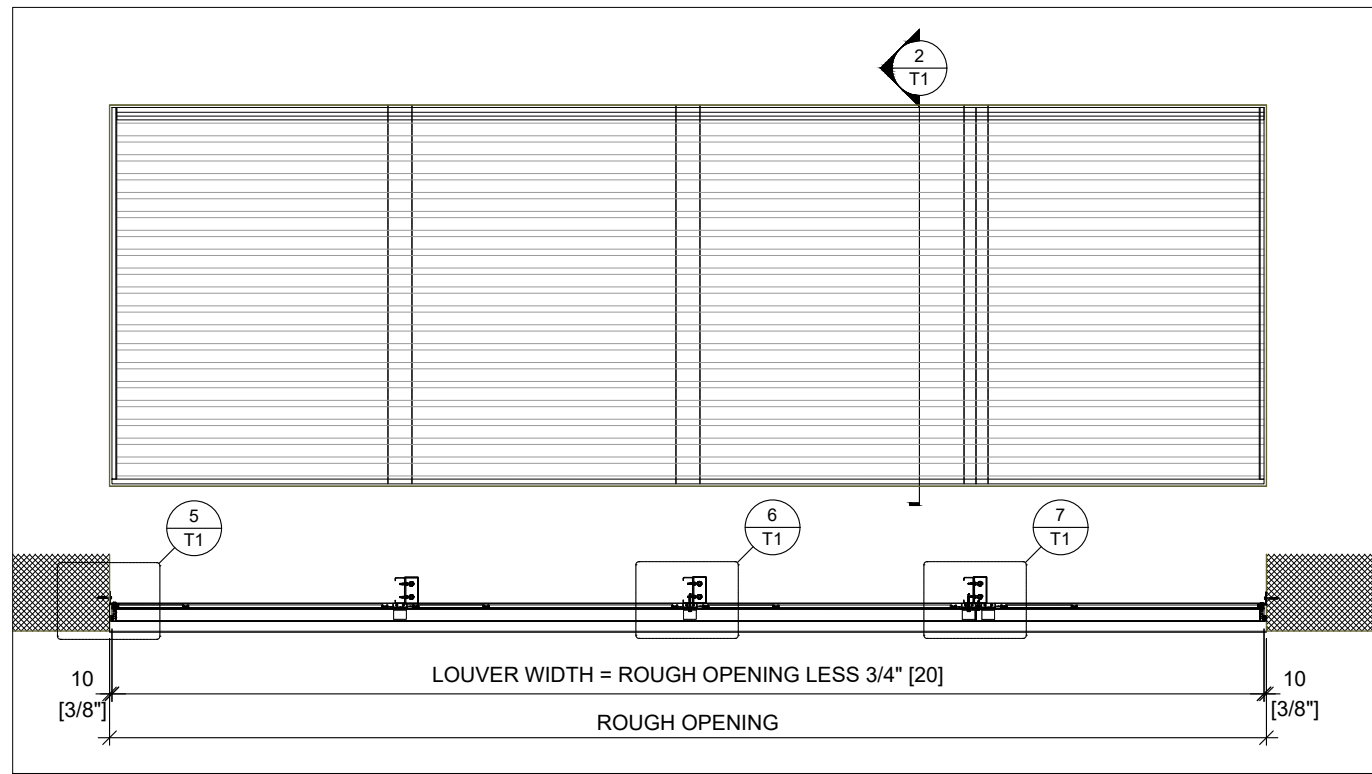 2
T1
5
T1
6
T1
7
T1
10
[3/8"]
LOUVER WIDTH = ROUGH OPENING LESS 3/4" [20]
10
[3/8"]
ROUGH OPENING